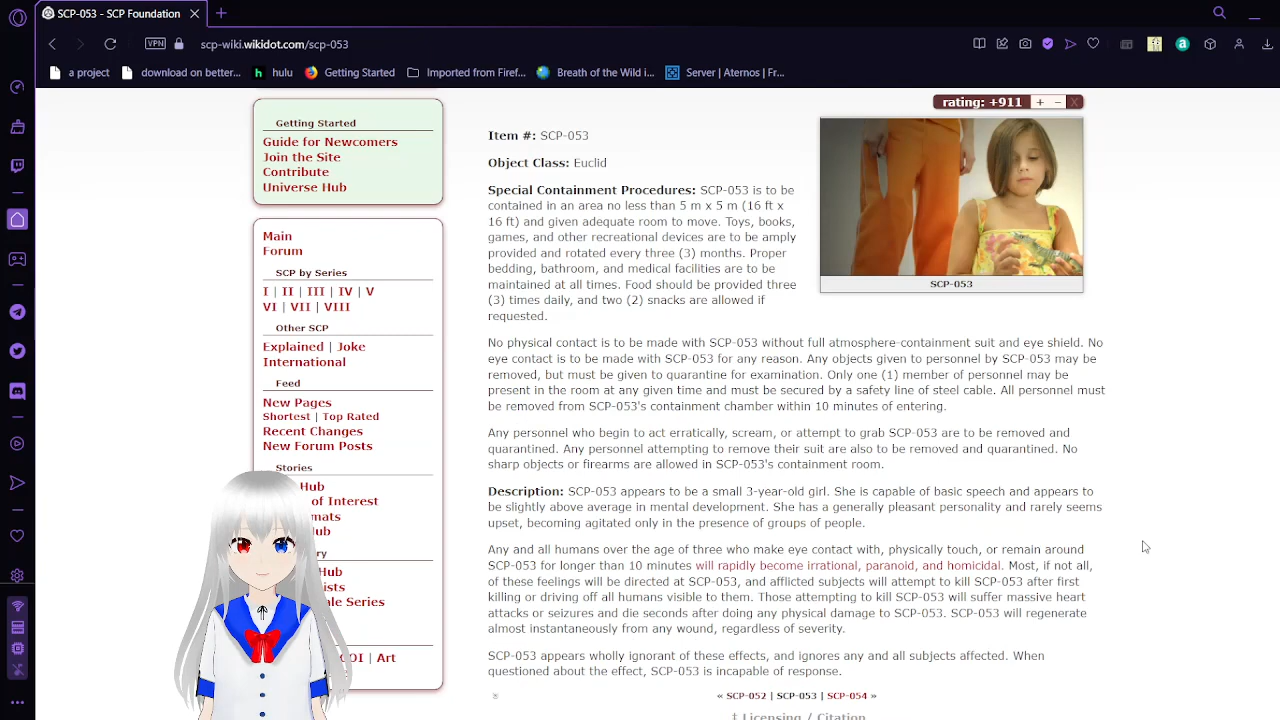 SCP-053 - SCP Foundation
VPN
scp-wiki.wikidot.com/scp-053
a project
download on better...
h hulu
Getting Started
Imported from Firef...
Breath of the Wild i...
Server | Aternos | Fr...
Getting Started
Guide for Newcomers
Join the Site
Contribute
Universe Hub
Main
Forum
SCP by Series
I | II | III | IV | V
VI | VII | VIII
Other SCP
Explained | Joke
International
Feed
New Pages
Shortest | Top Rated
Recent Changes
New Forum Posts
Stories
Hub
of Interest
Hub
OI | Art
rating: +911 + – X
Item #: SCP-053
Object Class: Euclid
Special Containment Procedures: SCP-053 is to be
contained in an area no less than 5 m x 5 m (16 ft x
16 ft) and given adequate room to move. Toys, books,
games, and other recreational devices are to be amply
provided and rotated every three (3) months. Proper
bedding, bathroom, and medical facilities are to be
maintained at all times. Food should be provided three
(3) times daily, and two (2) snacks are allowed if
requested.
SCP-053
No physical contact is to be made with SCP-053 without full atmosphere-containment suit and eye shield. No
eye contact is to be made with SCP-053 for any reason. Any objects given to personnel by SCP-053 may be
removed, but must be given to quarantine for examination. Only one (1) member of personnel may be
present in the room at any given time and must be secured by a safety line of steel cable. All personnel must
be removed from SCP-053's containment chamber within 10 minutes of entering.
Any personnel who begin to act erratically, scream, or attempt to grab SCP-053 are to be removed and
quarantined. Any personnel attempting to remove their suit are also to be removed and quarantined. No
sharp objects or firearms are allowed in SCP-053's containment room.
Description: SCP-053 appears to be a small 3-year-old girl. She is capable of basic speech and appears to
be slightly above average in mental development. She has a generally pleasant personality and rarely seems
upset, becoming agitated only in the presence of groups of people.
Any and all humans over the age of three who make eye contact with, physically touch, or remain around
SCP-053 for longer than 10 minutes will rapidly become irrational, paranoid, and homicidal. Most, if not all,
of these feelings will be directed at SCP-053, and afflicted subjects will attempt to kill SCP-053 after first
killing or driving off all humans visible to them. Those attempting to kill SCP-053 will suffer massive heart
attacks or seizures and die seconds after doing any physical damage to SCP-053. SCP-053 will regenerate
almost instantaneously from any wound, regardless of severity.
SCP-053 appears wholly ignorant of these effects, and ignores any and all subjects affected. When
questioned about the effect, SCP-053 is incapable of response.
« SCP-052 | SCP-053 | SCP-054 »
‡ Licensing / Citation